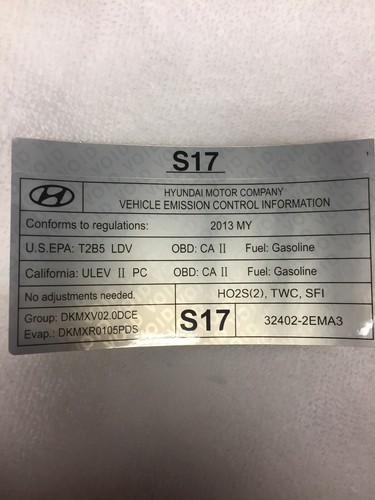 S17
HYUNDAI MOTOR COMPANY
VEHICLE EMISSION CONTROL INFORMATION
Conforms to regulations: 2013 MY
U.S.EPA: T2B5 LDV OBD: CA II Fuel: Gasoline
California: ULEV II PC OBD: CA II Fuel: Gasoline
No adjustments needed. HO2S(2), TWC, SFI
Group: DKMXV02.0DCE
Evap.: DKMXR0105PDS
S17 32402-2EMA3